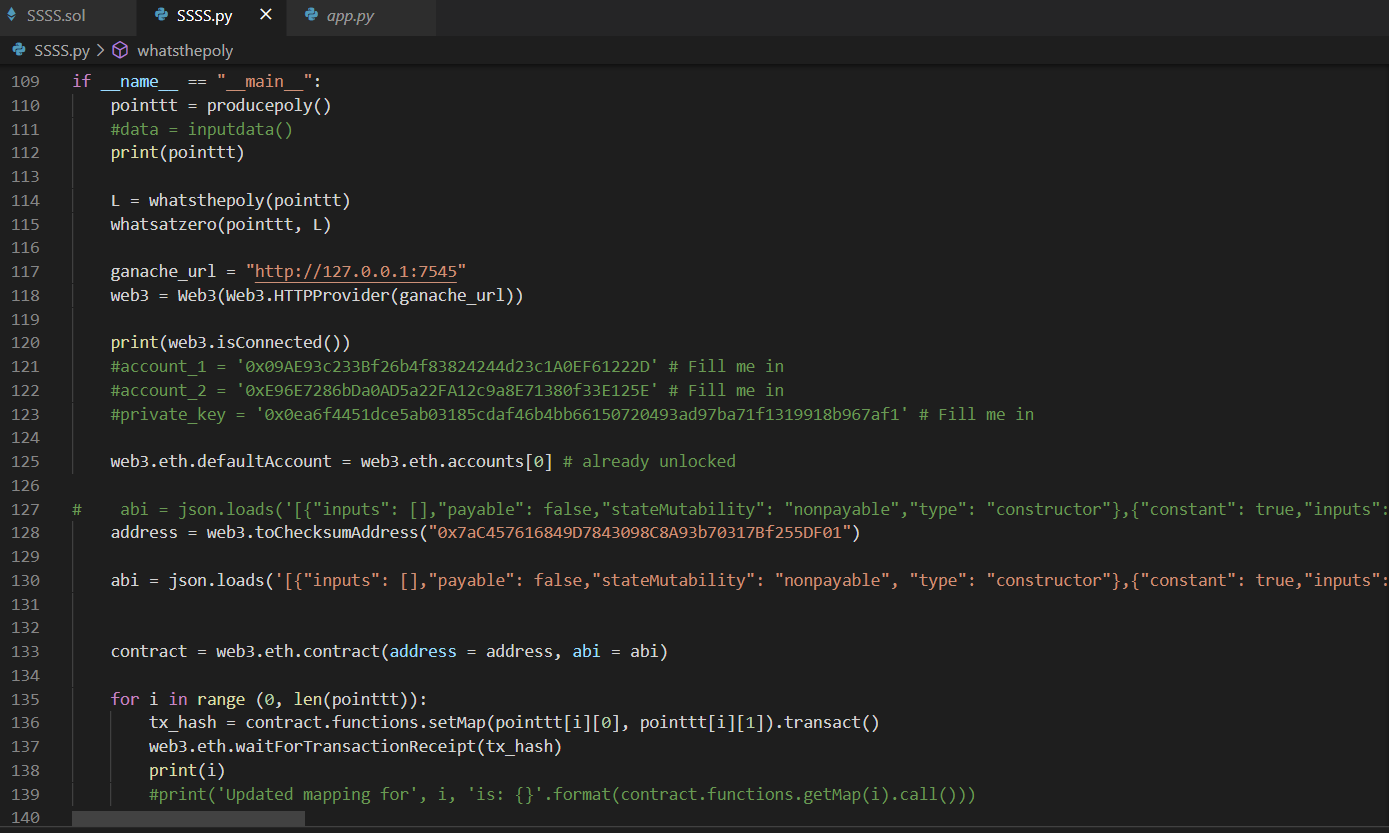 SSSS.sol SSSS.py × app.py
SSSS.py > whatsthepoly
109 if __name__ == "__main__":
110     pointtt = producepoly()
111     #data = inputdata()
112     print(pointtt)
113
114     L = whatsthepoly(pointtt)
115     whatsatzero(pointtt, L)
116
117     ganache_url = "http://127.0.0.1:7545"
118     web3 = Web3(Web3.HTTPProvider(ganache_url))
119
120     print(web3.isConnected())
121     #account_1 = '0x09AE93c233Bf26b4f83824244d23c1A0EF61222D' # Fill me in
122     #account_2 = '0xE96E7286bDa0AD5a22FA12c9a8E71380f33E125E' # Fill me in
123     #private_key = '0x0ea6f4451dce5ab03185cdaf46b4bb66150720493ad97ba71f1319918b967af1' # Fill me in
124
125     web3.eth.defaultAccount = web3.eth.accounts[0] # already unlocked
126
127 #    abi = json.loads('[{"inputs": [],"payable": false,"stateMutability": "nonpayable","type": "constructor"},{"constant": true,"inputs":
128     address = web3.toChecksumAddress("0x7aC457616849D7843098C8A93b70317Bf255DF01")
129
130     abi = json.loads('[{"inputs": [],"payable": false,"stateMutability": "nonpayable", "type": "constructor"},{"constant": true,"inputs":
131
132
133     contract = web3.eth.contract(address = address, abi = abi)
134
135     for i in range (0, len(pointtt)):
136         tx_hash = contract.functions.setMap(pointtt[i][0], pointtt[i][1]).transact()
137         web3.eth.waitForTransactionReceipt(tx_hash)
138         print(i)
139         #print('Updated mapping for', i, 'is: {}'.format(contract.functions.getMap(i).call()))
140